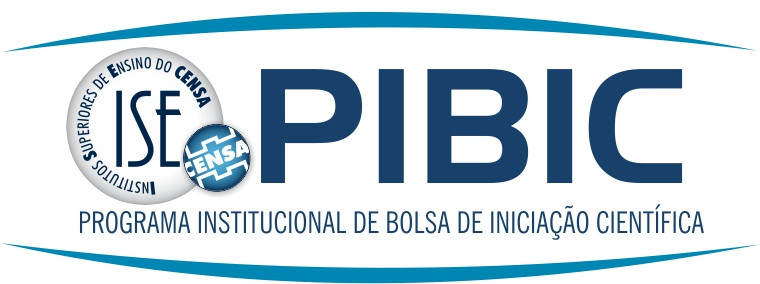 INSTITUTOS SUPERIORES DE ENSINO DO CENSA
ISE
CENSA
PIBIC
PROGRAMA INSTITUCIONAL DE BOLSA DE INICIAÇÃO CIENTÍFICA